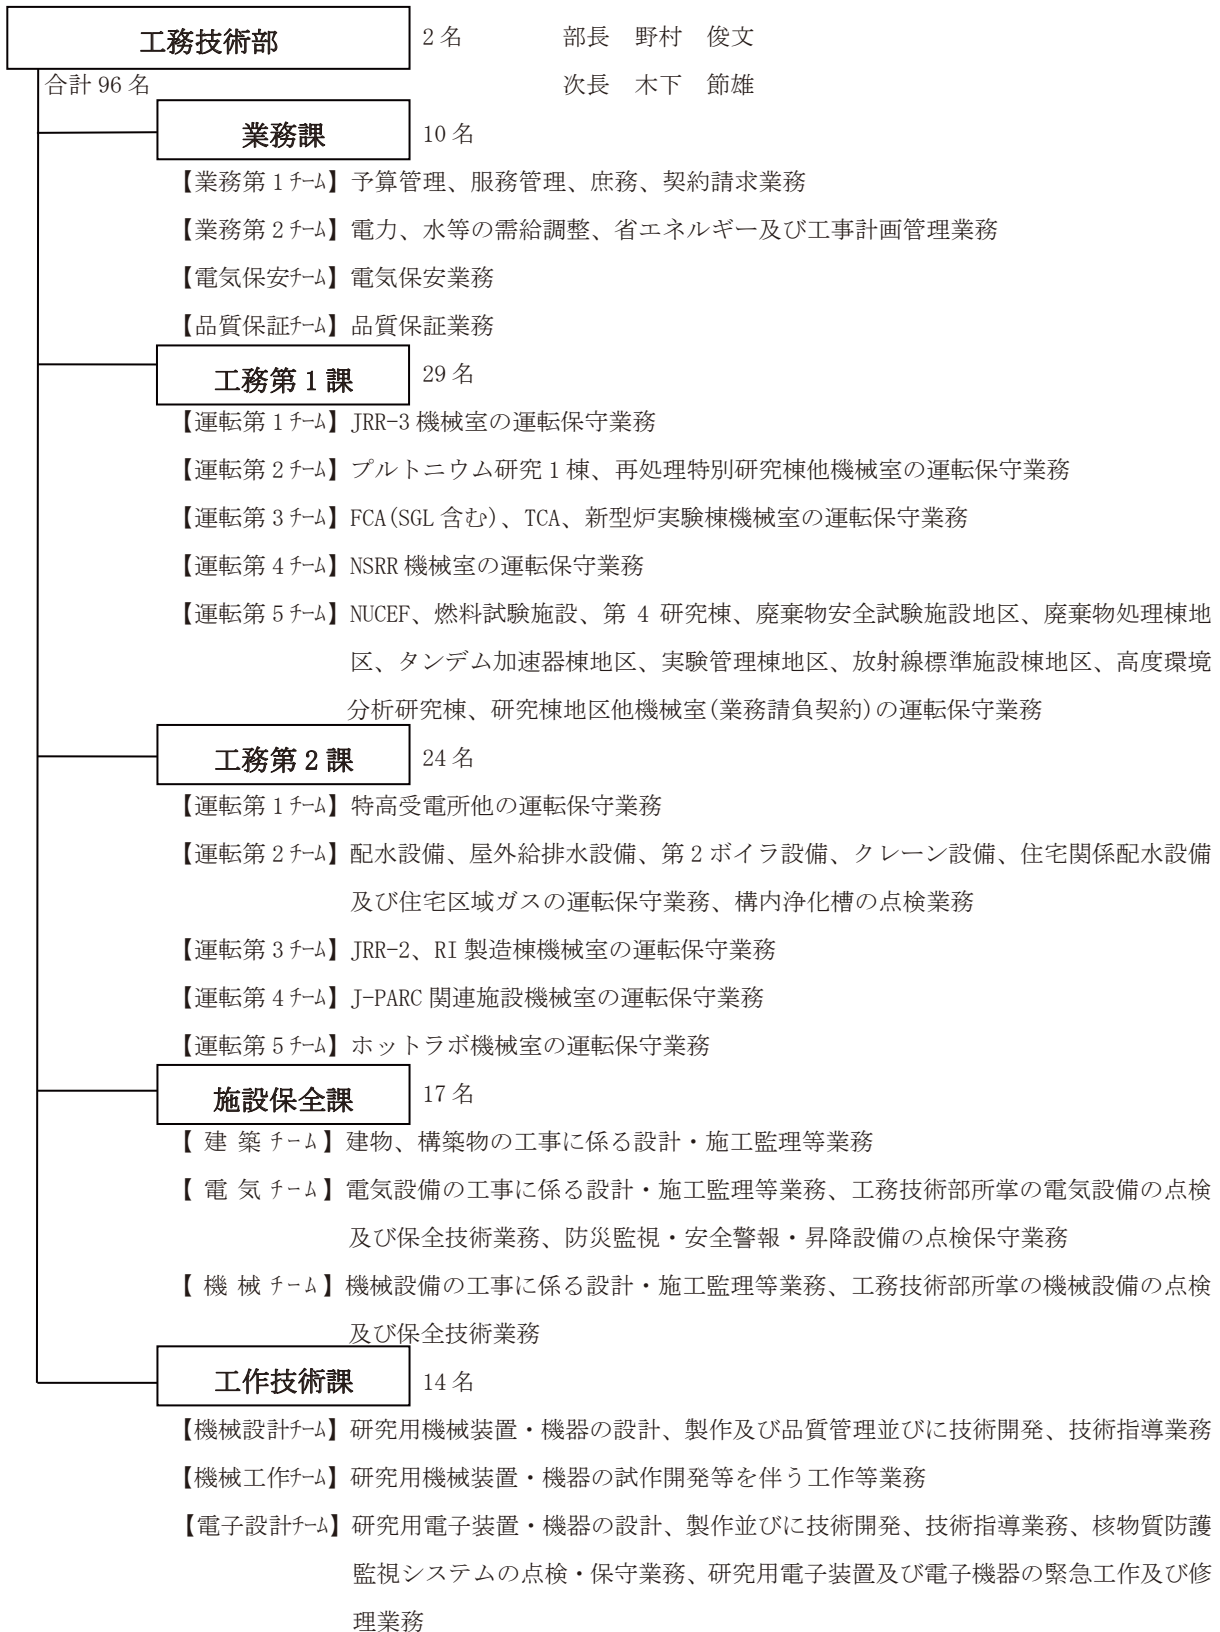 工務技術部 2名 部長 野村 俊文
合計96名 次長 木下 節雄
業務課 10名
【業務第1ﾁｰﾑ】予算管理、服務管理、庶務、契約請求業務
【業務第2ﾁｰﾑ】電力、水等の需給調整、省エネルギー及び工事計画管理業務
【電気保安ﾁｰﾑ】電気保安業務
【品質保証ﾁｰﾑ】品質保証業務
工務第1課 29名
【運転第1ﾁｰﾑ】JRR-3機械室の運転保守業務
【運転第2ﾁｰﾑ】プルトニウム研究1棟、再処理特別研究棟他機械室の運転保守業務
【運転第3ﾁｰﾑ】FCA(SGL含む)、TCA、新型炉実験棟機械室の運転保守業務
【運転第4ﾁｰﾑ】NSRR機械室の運転保守業務
【運転第5ﾁｰﾑ】NUCEF、燃料試験施設、第4研究棟、廃棄物安全試験施設地区、廃棄物処理棟地
区、タンデム加速器棟地区、実験管理棟地区、放射線標準施設棟地区、高度環境
分析研究棟、研究棟地区他機械室(業務請負契約)の運転保守業務
工務第2課 24名
【運転第1ﾁｰﾑ】特高受電所他の運転保守業務
【運転第2ﾁｰﾑ】配水設備、屋外給排水設備、第2ボイラ設備、クレーン設備、住宅関係配水設備
及び住宅区域ガスの運転保守業務、構内浄化槽の点検業務
【運転第3ﾁｰﾑ】JRR-2、RI製造棟機械室の運転保守業務
【運転第4ﾁｰﾑ】J-PARC関連施設機械室の運転保守業務
【運転第5ﾁｰﾑ】ホットラボ機械室の運転保守業務
施設保全課 17名
【 建 築 ﾁｰﾑ】建物、構築物の工事に係る設計・施工監理等業務
【 電 気 ﾁｰﾑ】電気設備の工事に係る設計・施工監理等業務、工務技術部所掌の電気設備の点検
及び保全技術業務、防災監視・安全警報・昇降設備の点検保守業務
【 機 械 ﾁｰﾑ】機械設備の工事に係る設計・施工監理等業務、工務技術部所掌の機械設備の点検
及び保全技術業務
工作技術課 14名
【機械設計ﾁｰﾑ】研究用機械装置・機器の設計、製作及び品質管理並びに技術開発、技術指導業務
【機械工作ﾁｰﾑ】研究用機械装置・機器の試作開発等を伴う工作等業務
【電子設計ﾁｰﾑ】研究用電子装置・機器の設計、製作並びに技術開発、技術指導業務、核物質防護
監視システムの点検・保守業務、研究用電子装置及び電子機器の緊急工作及び修
理業務